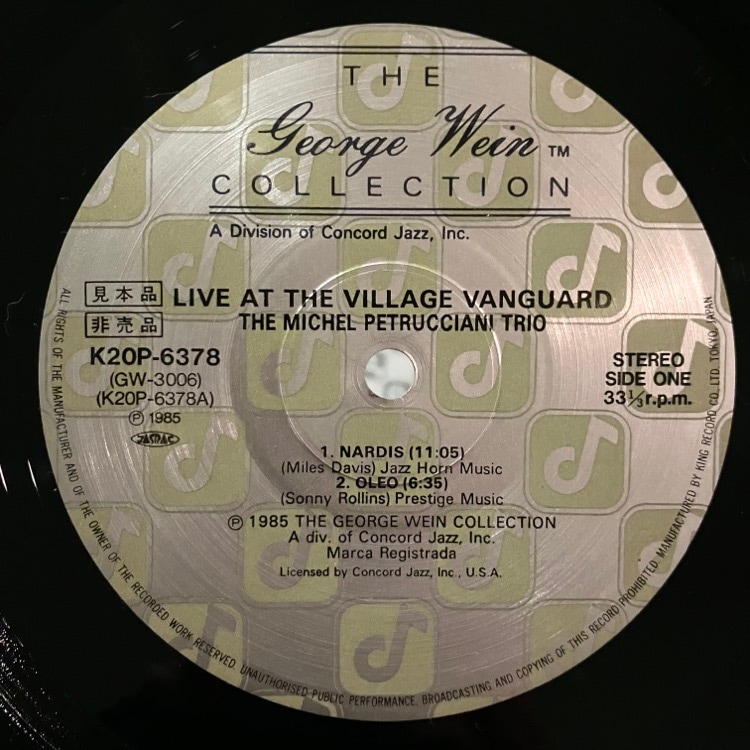 THE
George Wein TM
COLLECTION
A Division of Concord Jazz, Inc.
見本品
非売品
LIVE AT THE VILLAGE VANGUARD
THE MICHEL PETRUCCIANI TRIO
K20P-6378
(GW-3006)
(K20P-6378A)
Ⓟ 1985
JASRAC
STEREO
SIDE ONE
33⅓r.p.m.
1. NARDIS (11:05)
(Miles Davis) Jazz Horn Music
2. OLEO (6:35)
(Sonny Rollins) Prestige Music
Ⓟ 1985 THE GEORGE WEIN COLLECTION
A div. of Concord Jazz, Inc.
Marca Registrada
Licensed by Concord Jazz, Inc., U.S.A.
ALL RIGHTS OF THE MANUFACTURER AND OF THE OWNER OF THE RECORDED WORK RESERVED. UNAUTHORISED PUBLIC PERFORMANCE, BROADCASTING AND COPYING OF THIS RECORD PROHIBITED. MANUFACTURED BY KING RECORD CO., LTD. TOKYO, JAPAN